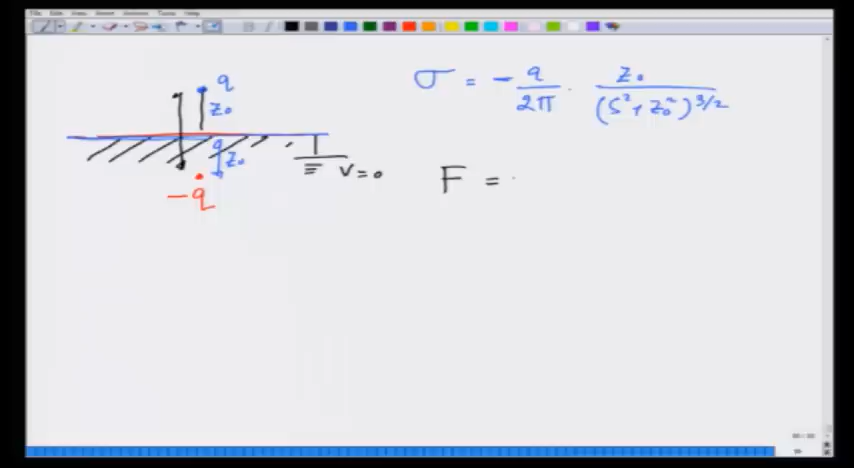 q
z₀
z₀
-q
V=0
σ = - q/2π · z₀/(s²+z₀²)^3/2
F =